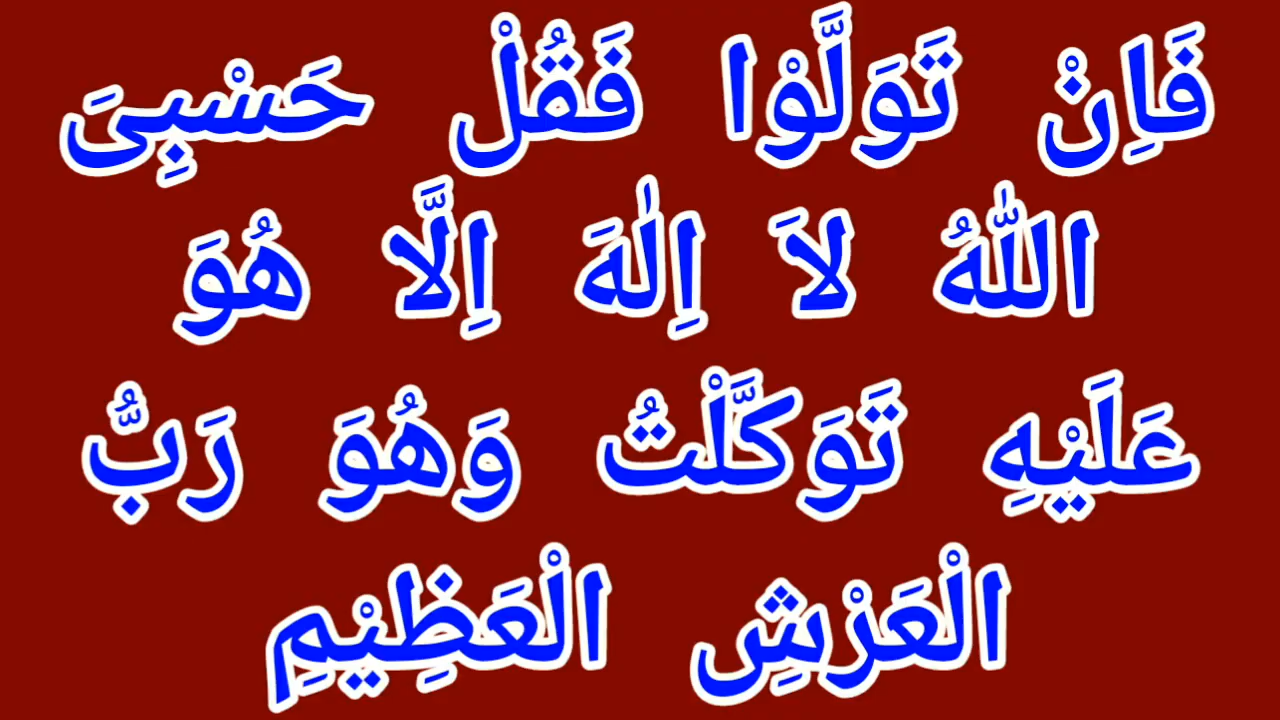 فَاِنْ تَوَلَّوْا فَقُلْ حَسْبِیَ
اللّٰهُ لاَ اِلٰهَ اِلَّا هُوَ
عَلَیْهِ تَوَكَّلْتُ وَهُوَ رَبُّ
الْعَرْشِ الْعَظِیْمِ